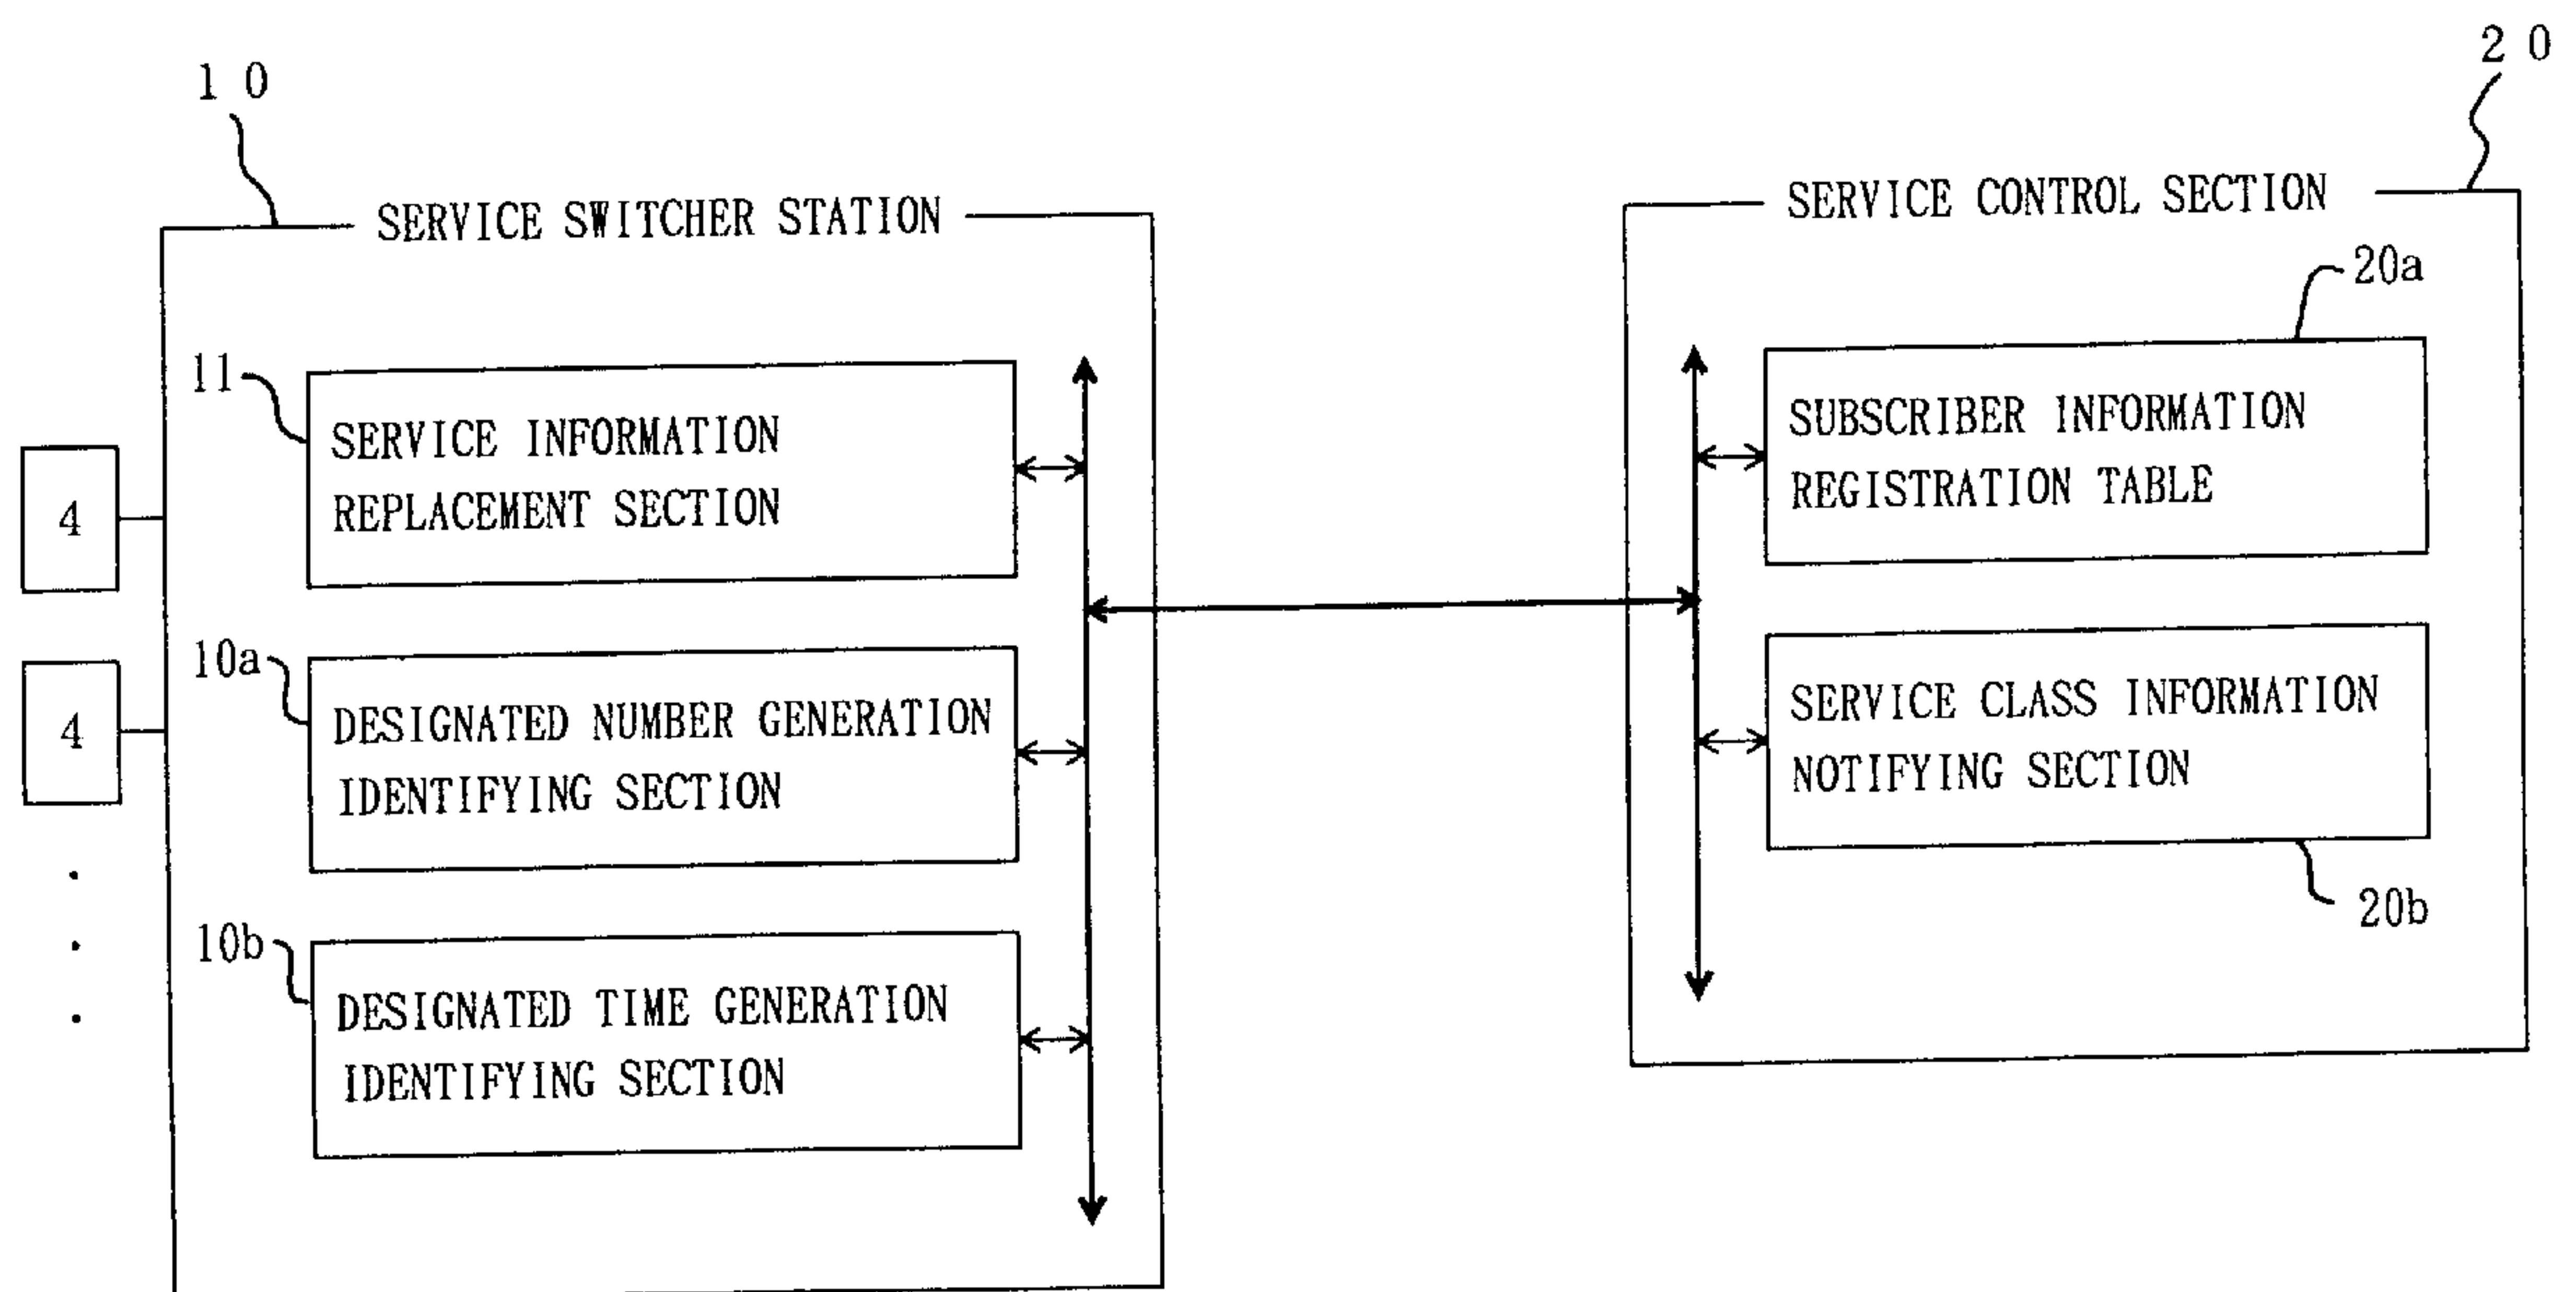 10
20
SERVICE SWITCHER STATION
SERVICE CONTROL SECTION
20a
11
SERVICE INFORMATION
REPLACEMENT SECTION
SUBSCRIBER INFORMATION
REGISTRATION TABLE
4
10a
DESIGNATED NUMBER GENERATION
IDENTIFYING SECTION
SERVICE CLASS INFORMATION
NOTIFYING SECTION
4
20b
10b
DESIGNATED TIME GENERATION
IDENTIFYING SECTION